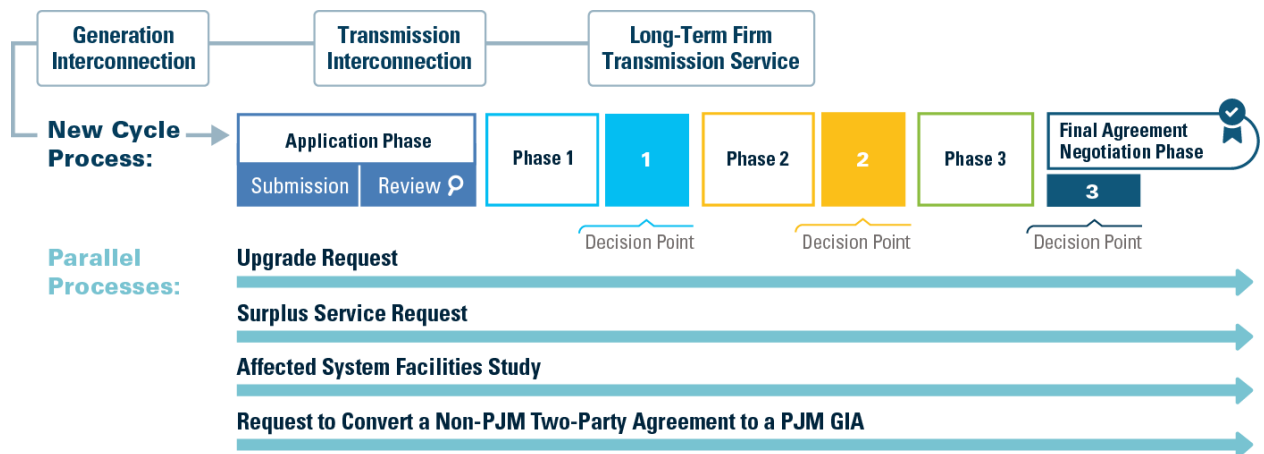 Generation
Interconnection
Transmission
Interconnection
Long-Term Firm
Transmission Service
New Cycle
Process:
Application Phase
Submission
Review
Phase 1
1
Phase 2
2
Phase 3
Final Agreement
Negotiation Phase
3
Decision Point
Decision Point
Decision Point
Parallel
Processes:
Upgrade Request
Surplus Service Request
Affected System Facilities Study
Request to Convert a Non-PJM Two-Party Agreement to a PJM GIA